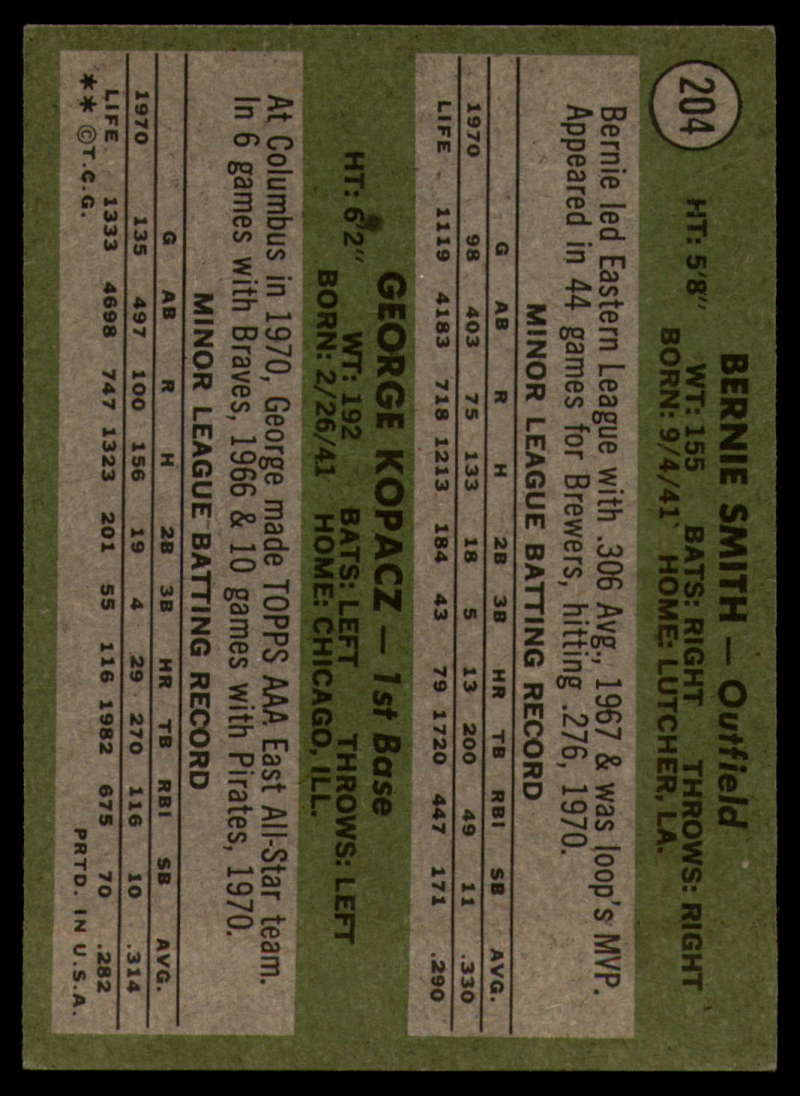 204
BERNIE SMITH — Outfield
HT: 5'8" WT: 155 BATS: RIGHT THROWS: RIGHT
BORN: 9/4/41 HOME: LUTCHER, LA.
Bernie led Eastern League with .306 Avg., 1967 & was loop's MVP.
Appeared in 44 games for Brewers, hitting .276, 1970.
MINOR LEAGUE BATTING RECORD
G AB R H 2B 3B HR TB RBI SB AVG.
1970 98 403 75 133 18 5 13 200 49 11 .330
LIFE 1119 4183 718 1213 184 43 79 1720 447 171 .290
GEORGE KOPACZ — 1st Base
HT: 6'2" WT: 192 BATS: LEFT THROWS: LEFT
BORN: 2/26/41 HOME: CHICAGO, ILL.
At Columbus in 1970, George made TOPPS AAA East All-Star team.
In 6 games with Braves, 1966 & 10 games with Pirates, 1970.
MINOR LEAGUE BATTING RECORD
G AB R H 2B 3B HR TB RBI SB AVG.
1970 135 497 100 156 19 4 29 270 116 10 .314
LIFE 1333 4698 747 1323 201 55 116 1982 675 70 .282
** ©T.C.G. PRTD. IN U.S.A.